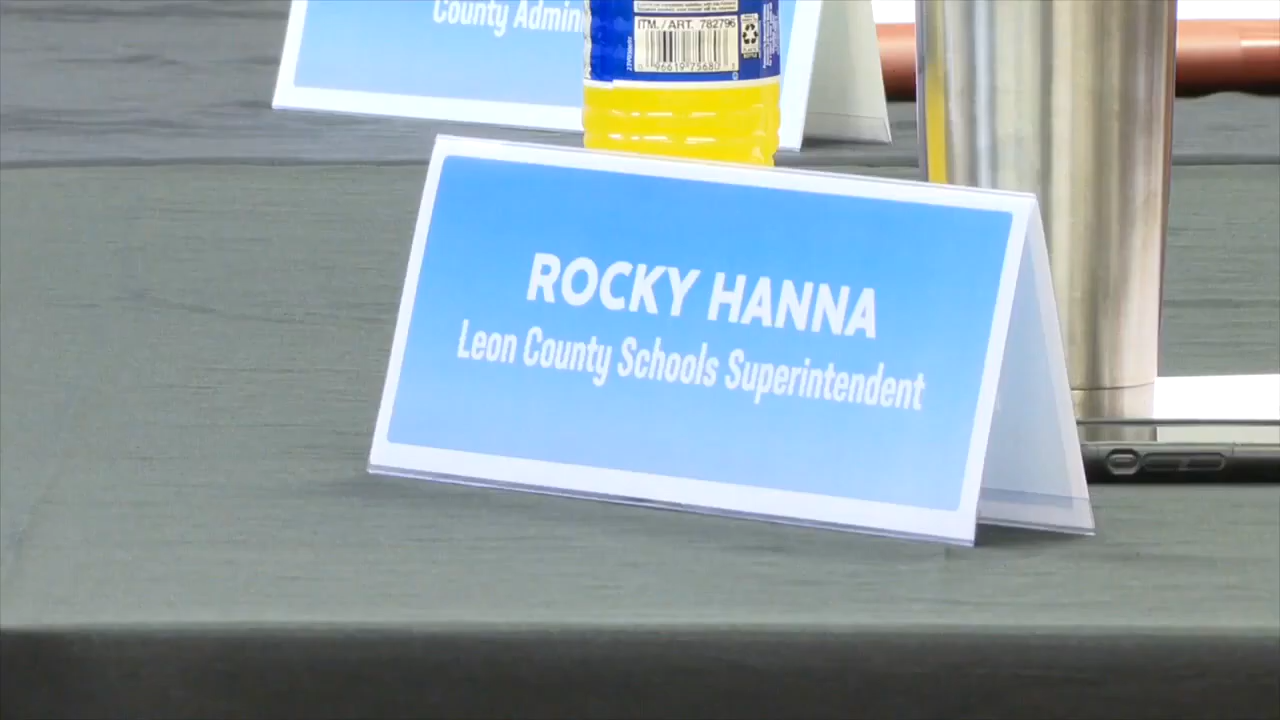 County Admin
ITM. / ART. 782796
ROCKY HANNA
Leon County Schools Superintendent